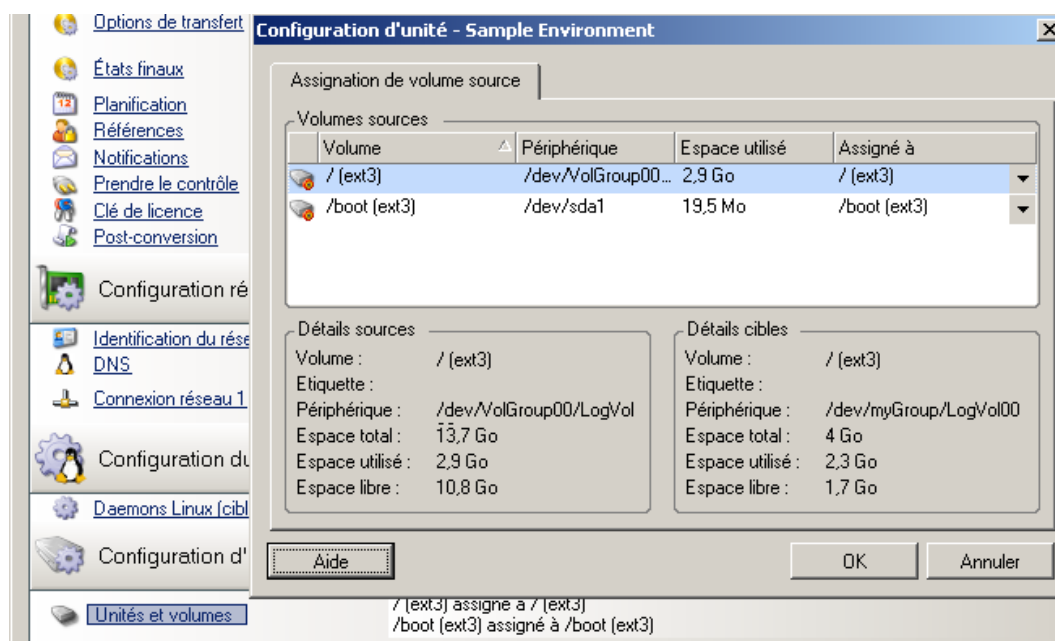 Options de transfert
États finaux
Planification
Références
Notifications
Prendre le contrôle
Clé de licence
Post-conversion
Configuration ré
Identification du rése
DNS
Connexion réseau 1
Configuration du
Daemons Linux (cibl
Configuration d'
Unités et volumes
Configuration d'unité - Sample Environment
Assignation de volume source
Volumes sources
Volume Périphérique Espace utilisé Assigné à
/ (ext3) /dev/VolGroup00... 2,9 Go / (ext3)
/boot (ext3) /dev/sda1 19,5 Mo /boot (ext3)
Détails sources
Volume : / (ext3)
Etiquette :
Périphérique : /dev/VolGroup00/LogVol
Espace total : 13,7 Go
Espace utilisé : 2,9 Go
Espace libre : 10,8 Go
Détails cibles
Volume : / (ext3)
Etiquette :
Périphérique : /dev/myGroup/LogVol00
Espace total : 4 Go
Espace utilisé : 2,3 Go
Espace libre : 1,7 Go
Aide OK Annuler
/ (ext3) assigné à / (ext3)
/boot (ext3) assigné à /boot (ext3)